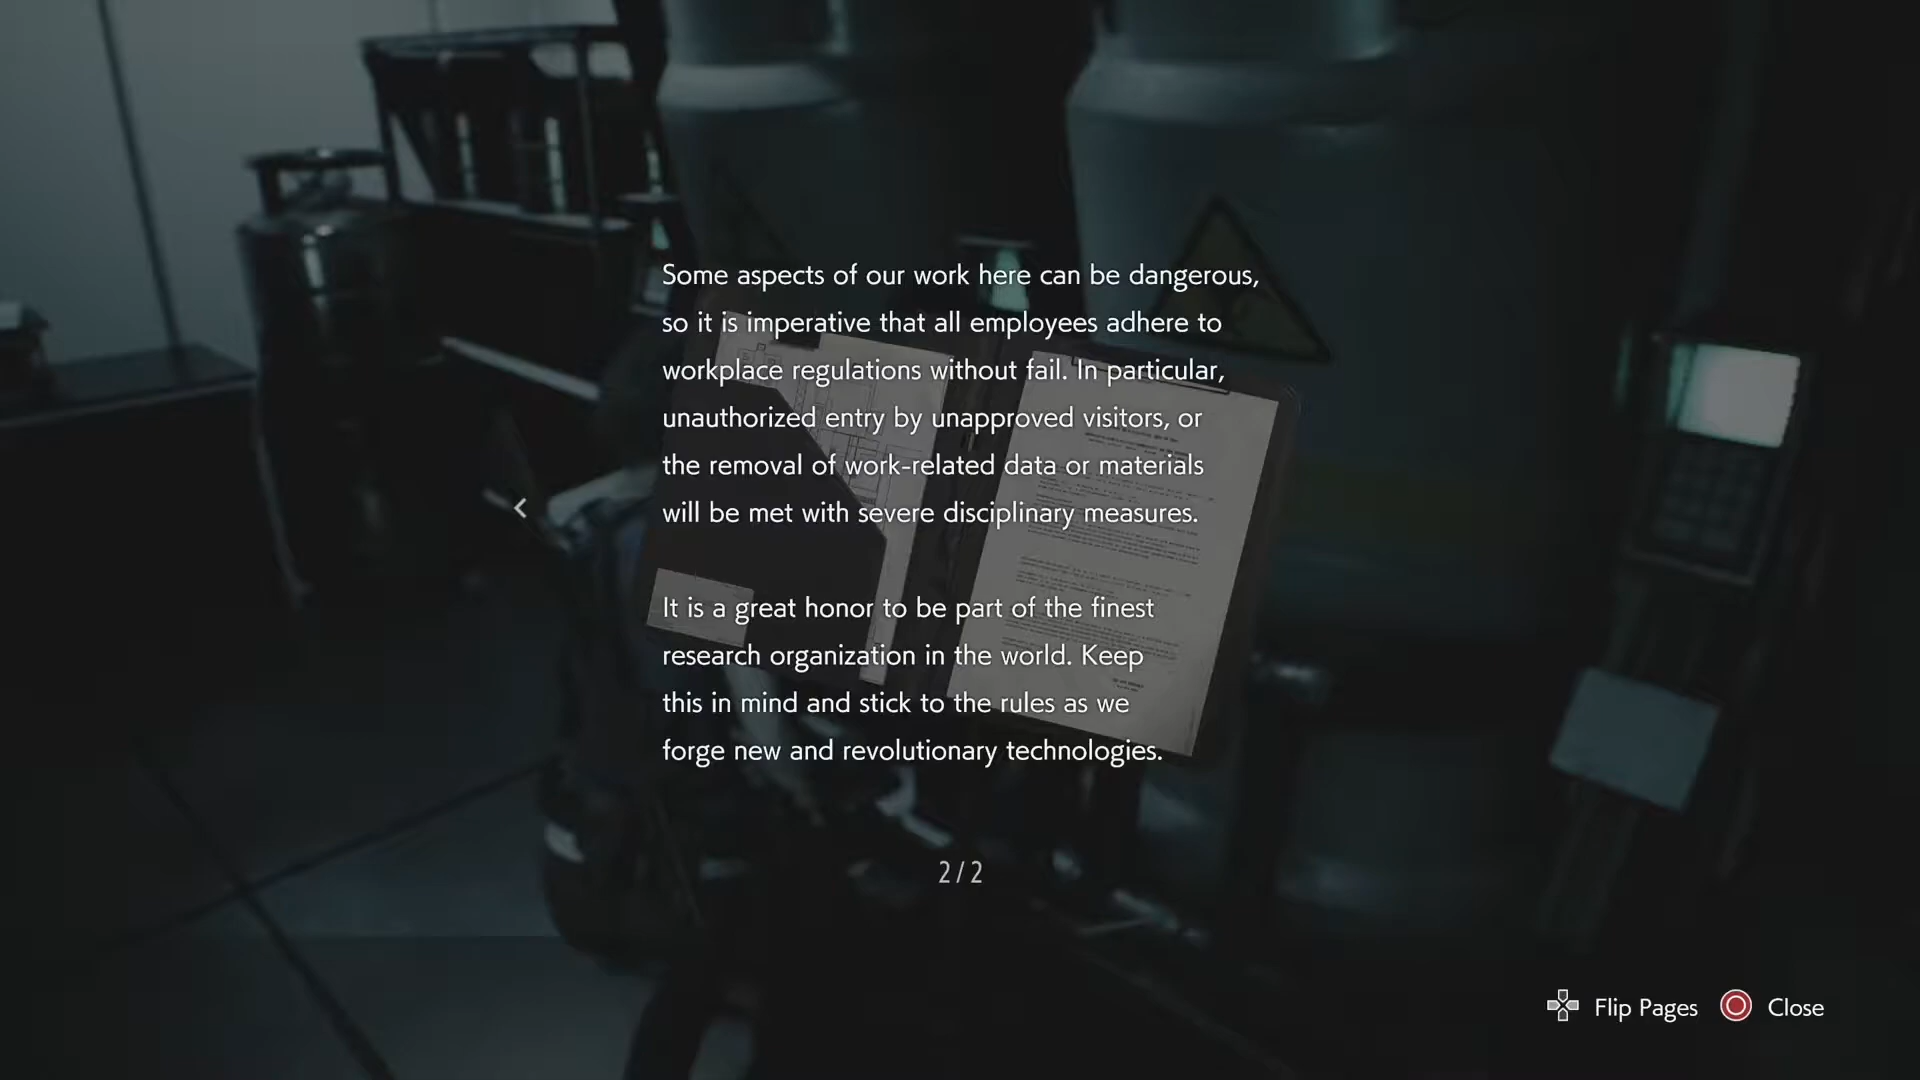 Some aspects of our work here can be dangerous,
so it is imperative that all employees adhere to
workplace regulations without fail. In particular,
unauthorized entry by unapproved visitors, or
the removal of work-related data or materials
will be met with severe disciplinary measures.
It is a great honor to be part of the finest
research organization in the world. Keep
this in mind and stick to the rules as we
forge new and revolutionary technologies.
2/2
Flip Pages Close